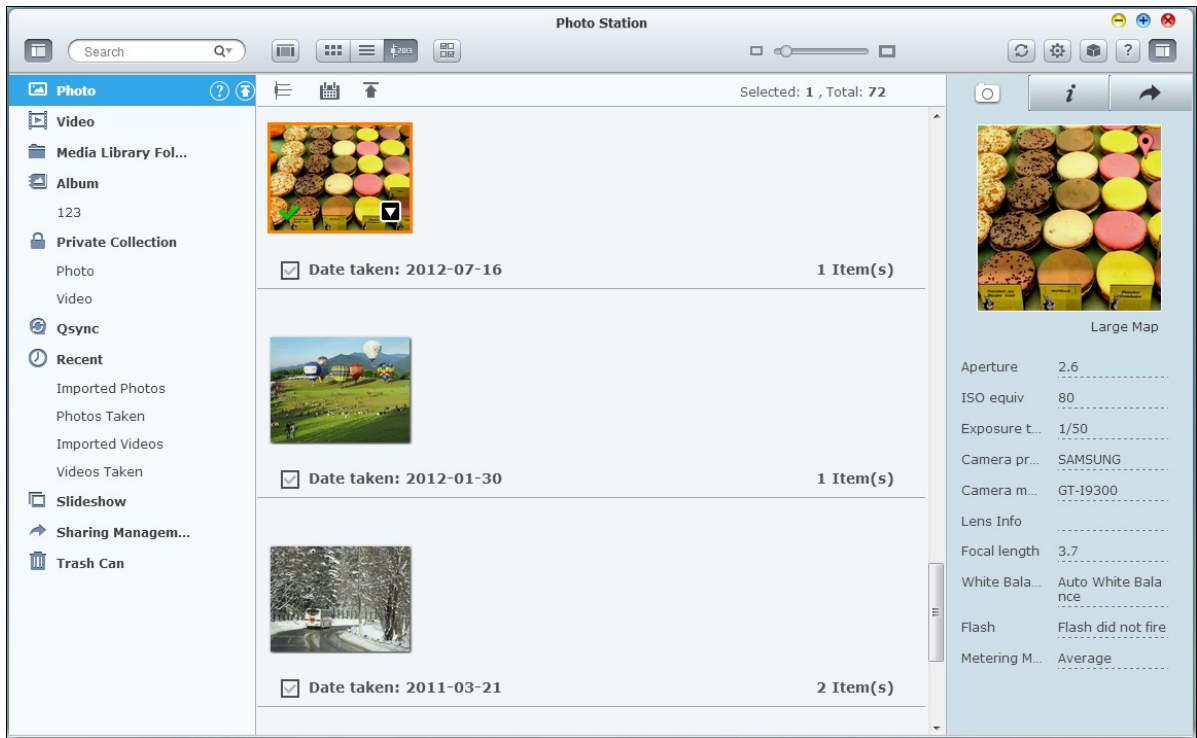 Photo Station
Search
2013
?
Photo
?
Selected: 1 , Total: 72
i
Video
Media Library Fol...
Album
123
Private Collection
Photo
Video
Qsync
Recent
Imported Photos
Photos Taken
Imported Videos
Videos Taken
Slideshow
Sharing Managem...
Trash Can
Date taken: 2012-07-16
1 Item(s)
Date taken: 2012-01-30
1 Item(s)
Date taken: 2011-03-21
2 Item(s)
Large Map
Aperture 2.6
ISO equiv 80
Exposure t... 1/50
Camera pr... SAMSUNG
Camera m... GT-I9300
Lens Info
Focal length 3.7
White Bala... Auto White Bala
nce
Flash Flash did not fire
Metering M... Average